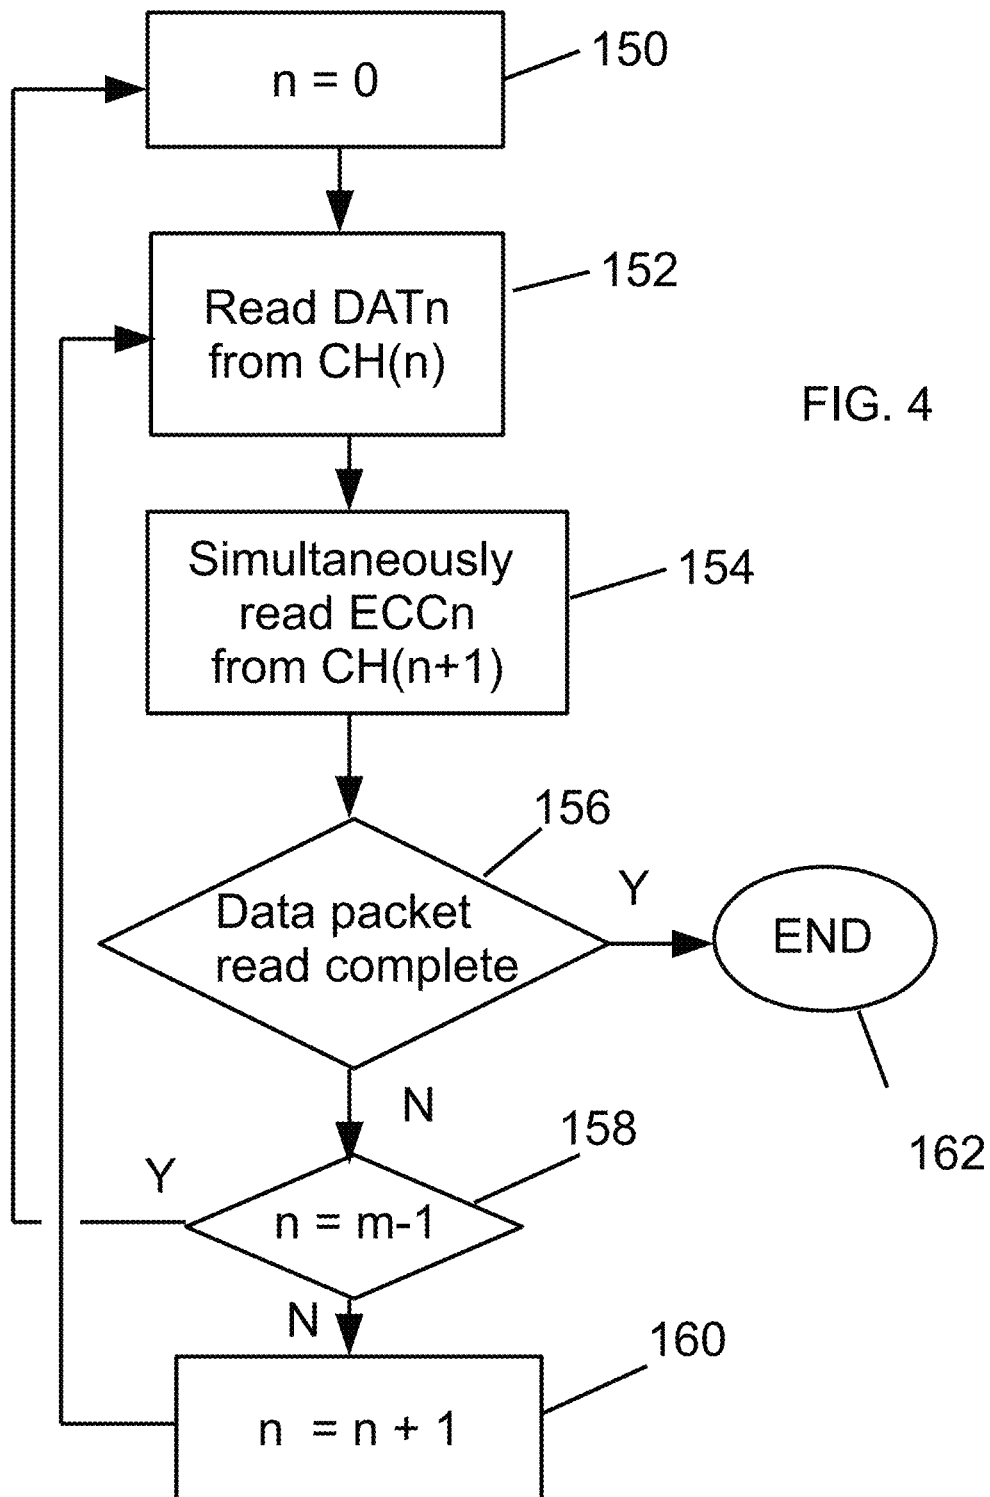 n = 0
150
Read DATn
from CH(n)
152
FIG. 4
Simultaneously
read ECCn
from CH(n+1)
154
156
Data packet
read complete
Y
END
N
162
158
Y
n = m-1
N
160
n = n + 1